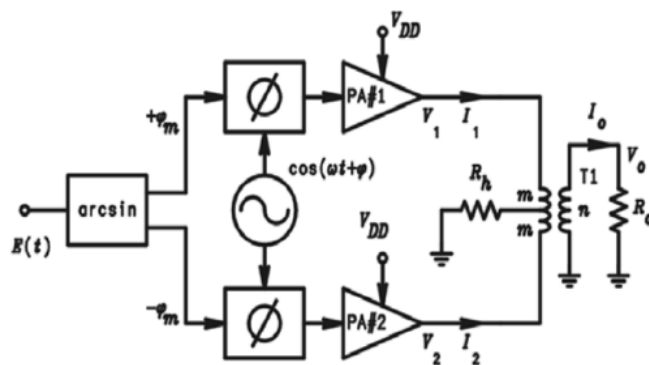 V_DD
+φ_m
ϕ
PA#1
V_1
I_1
I_o
V_o
cos(ωt+φ)
R_h
m
T1
arcsin
m
n
E(t)
V_DD
-φ_m
ϕ
PA#2
V_2
I_2